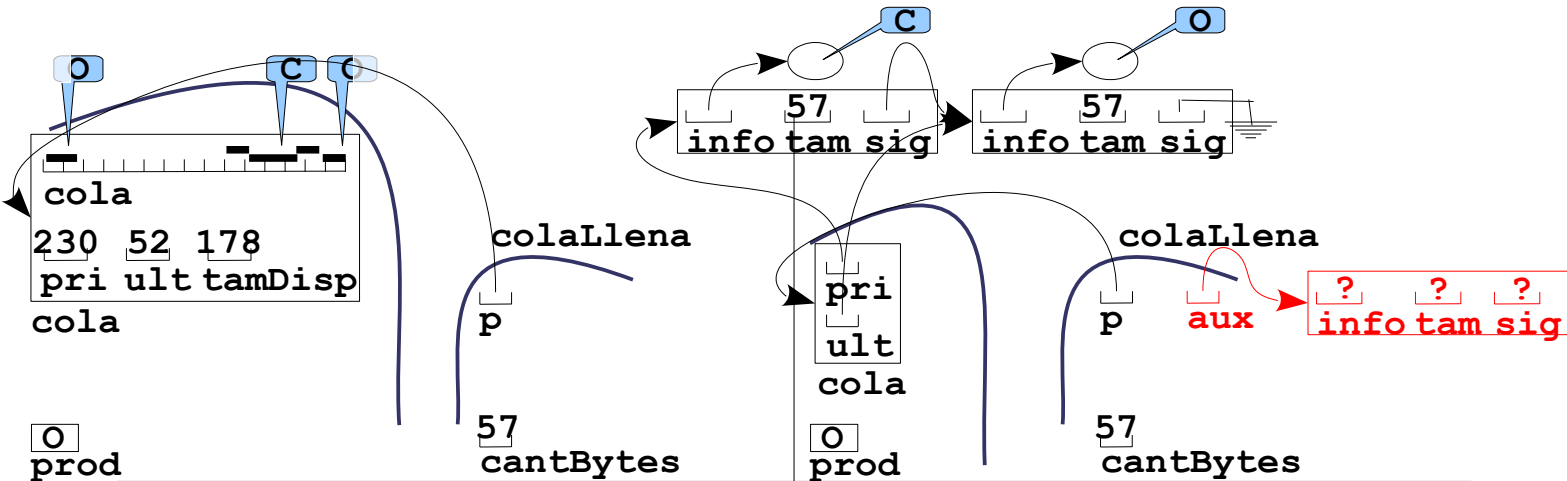 O C O
cola
230 52 178
pri ult tamDisp
cola
colaLlena
p
O
prod
57
cantBytes
C O
57 57
info tam sig info tam sig
colaLlena
pri
ult
cola
p aux
? ? ?
info tam sig
O
prod
57
cantBytes